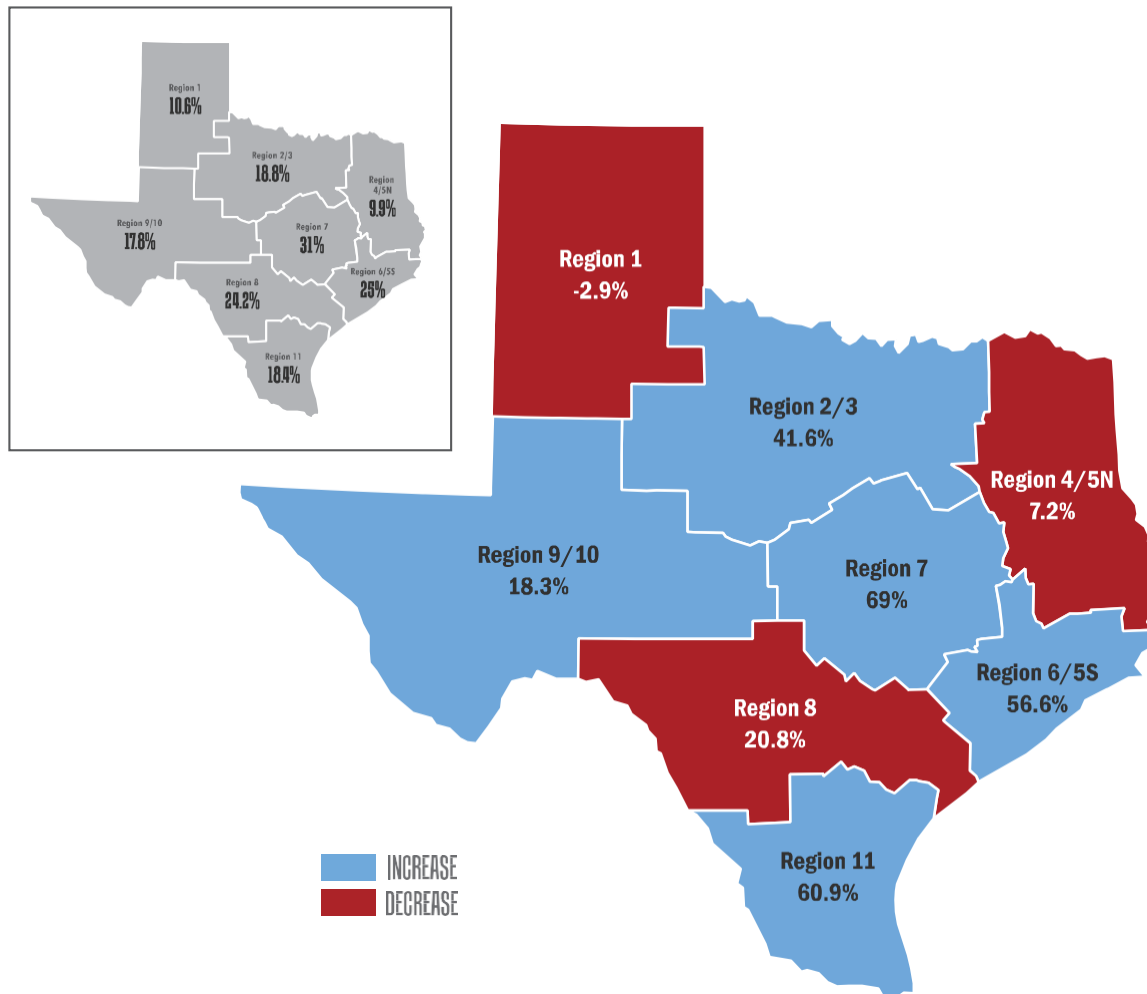 Region 1
10.6%
Region 2/3
18.8%
Region
4/5N
9.9%
Region 9/10
17.8%
Region 7
31%
Region 6/5S
25%
Region 8
24.2%
Region 11
18.4%
Region 1
-2.9%
Region 2/3
41.6%
Region 4/5N
7.2%
Region 9/10
18.3%
Region 7
69%
Region 6/5S
56.6%
Region 8
20.8%
Region 11
60.9%
INCREASE
DECREASE